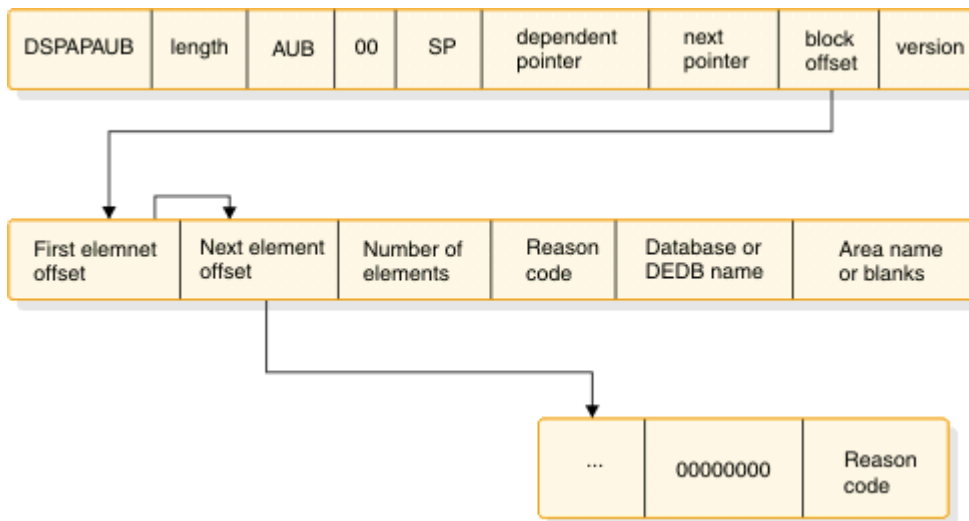 DSPAPAUB
length
AUB
00
SP
dependent
pointer
next
pointer
block
offset
version
First elemnet
offset
Next element
offset
Number of
elements
Reason
code
Database or
DEDB name
Area name
or blanks
...
00000000
Reason
code